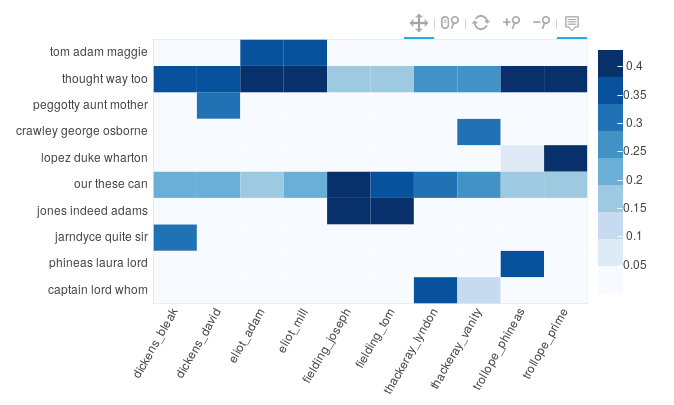 tom adam maggie
thought way too
peggotty aunt mother
crawley george osborne
lopez duke wharton
our these can
jones indeed adams
jarndyce quite sir
phineas laura lord
captain lord whom
dickens_bleak
dickens_david
eliot_adam
eliot_mill
fielding_joseph
fielding_tom
thackeray_lyndon
thackeray_vanity
trollope_phineas
trollope_prime
0.4
0.35
0.3
0.25
0.2
0.15
0.1
0.05